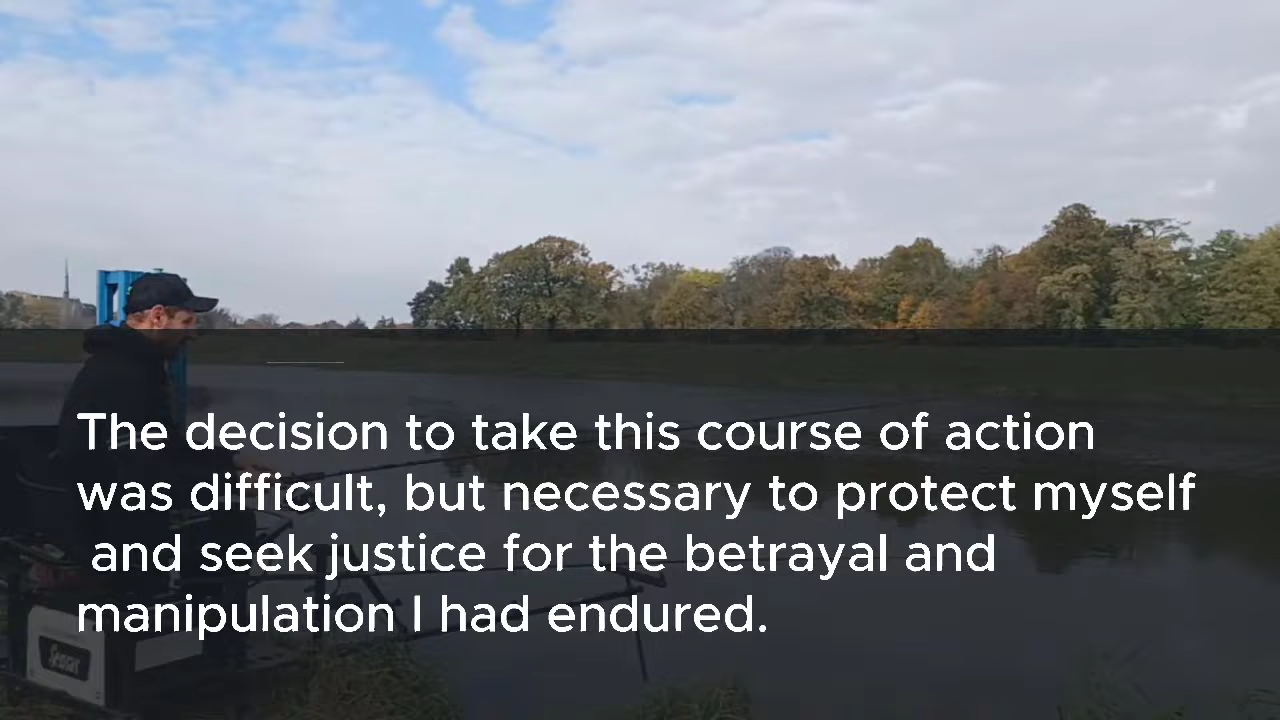 The decision to take this course of action
was difficult, but necessary to protect myself
and seek justice for the betrayal and
manipulation I had endured.